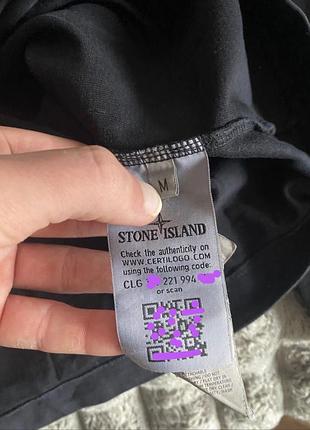 M
STONE ISLAND
Check the authenticity on
WWW.CERTILOGO.COM
using the following code:
CLG 221 994
or scan